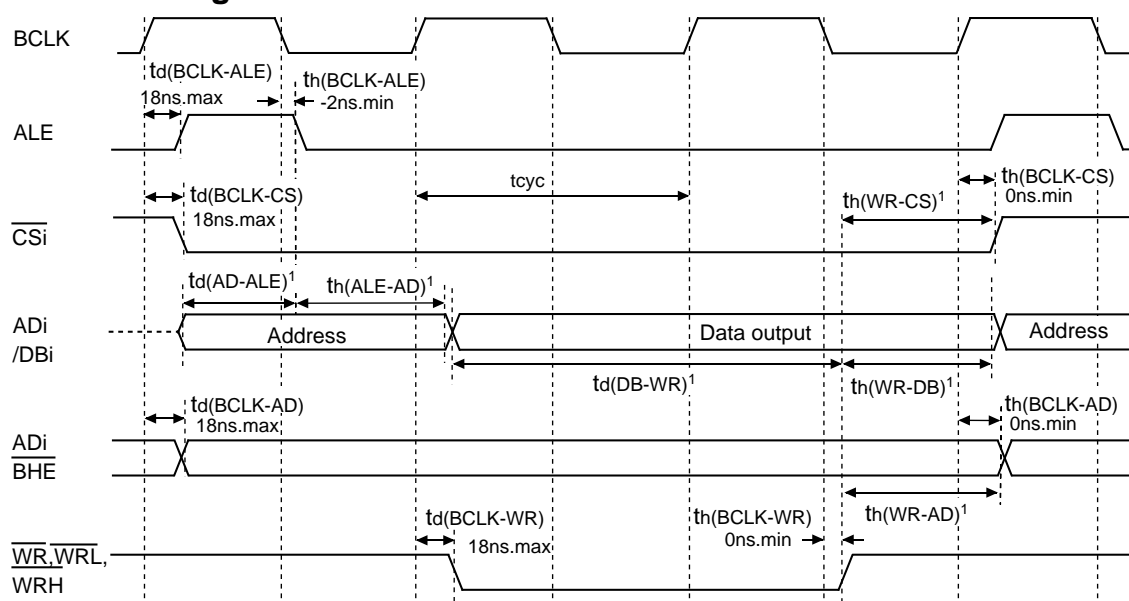 BCLK
td(BCLK-ALE)
18ns.max
th(BCLK-ALE)
-2ns.min
ALE
td(BCLK-CS)
18ns.max
tcyc
th(BCLK-CS)
0ns.min
th(WR-CS)1
CSi
td(AD-ALE)1
th(ALE-AD)1
ADi
/DBi
Address
Data output
Address
td(DB-WR)1
th(WR-DB)1
td(BCLK-AD)
18ns.max
th(BCLK-AD)
0ns.min
ADi
BHE
th(WR-AD)1
td(BCLK-WR)
18ns.max
th(BCLK-WR)
0ns.min
WR,WRL,
WRH